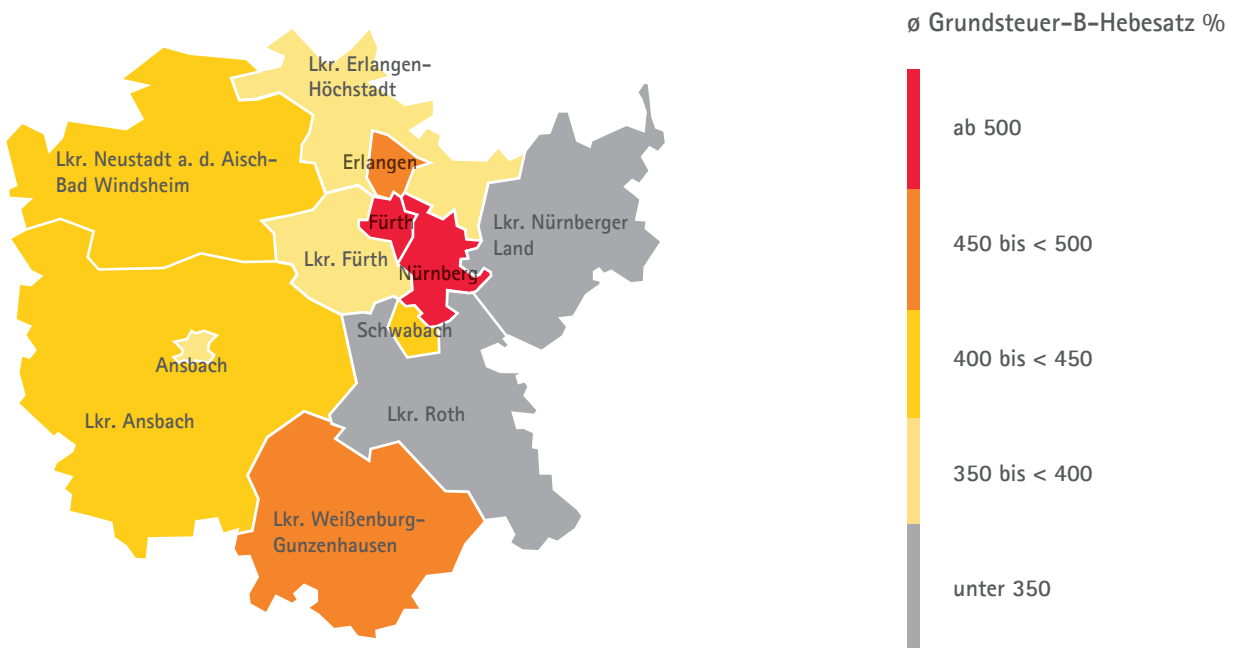 ø Grundsteuer-B-Hebesatz %
Lkr. Erlangen-
Höchstadt
Lkr. Neustadt a. d. Aisch-
Bad Windsheim
Erlangen
Fürth
Lkr. Nürnberger
Land
Lkr. Fürth
Nürnberg
Schwabach
Ansbach
Lkr. Ansbach
Lkr. Roth
Lkr. Weißenburg-
Gunzenhausen
ab 500
450 bis < 500
400 bis < 450
350 bis < 400
unter 350